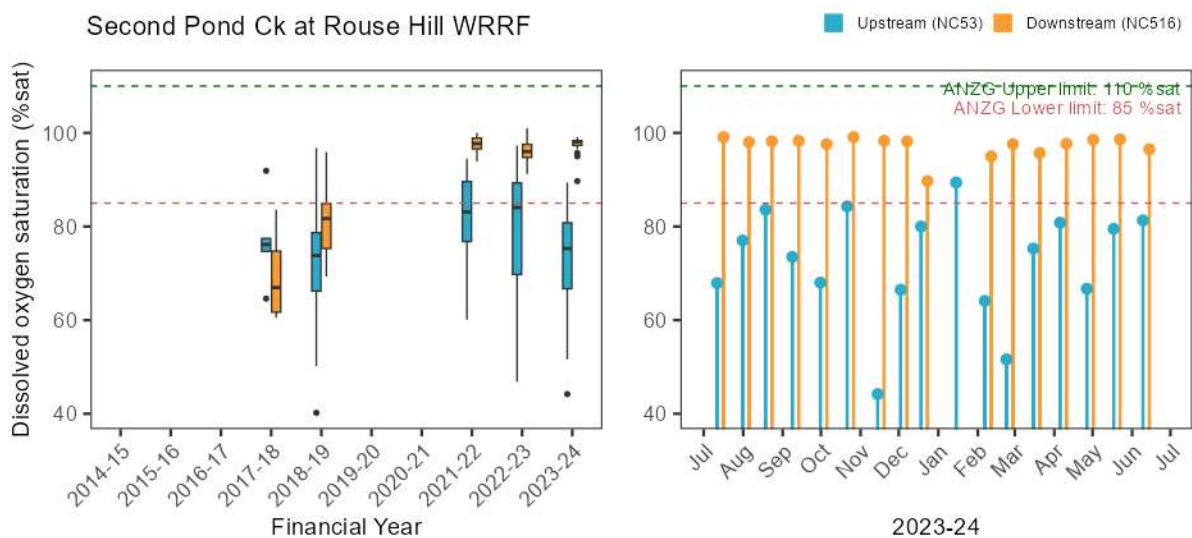 Second Pond Ck at Rouse Hill WRRF
Upstream (NC53)
Downstream (NC516)
Dissolved oxygen saturation (%sat)
100
80
60
40
2014-15
2015-16
2016-17
2017-18
2018-19
2019-20
2020-21
2021-22
2022-23
2023-24
Financial Year
ANZG Upper limit: 110 %sat
ANZG Lower limit: 85 %sat
100
80
60
40
Jul
Aug
Sep
Oct
Nov
Dec
Jan
Feb
Mar
Apr
May
Jun
Jul
2023-24